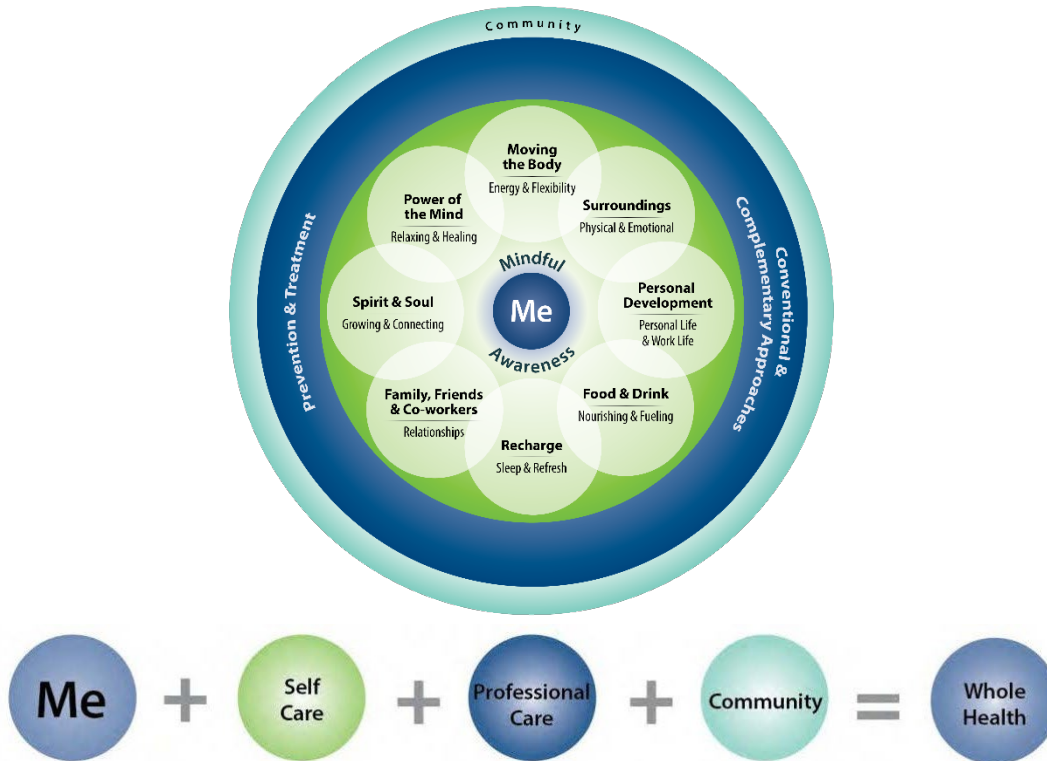 Community
Moving
the Body
Energy & Flexibility
Surroundings
Physical & Emotional
Personal
Development
Personal Life
& Work Life
Food & Drink
Nourishing & Fueling
Recharge
Sleep & Refresh
Family, Friends
& Co-workers
Relationships
Spirit & Soul
Growing & Connecting
Power of
the Mind
Relaxing & Healing
Mindful
Me
Awareness
Prevention & Treatment
Conventional &
Complementary Approaches
Me
+
Self
Care
+
Professional
Care
+
Community
=
Whole
Health